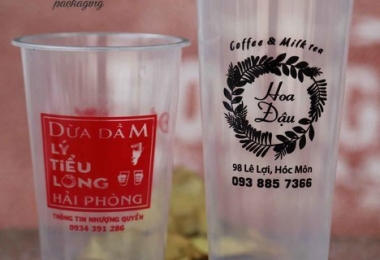 packaging
DỪA DẦM
LÝ
TIỂU
LONG
HẢI PHÒNG
THÔNG TIN NHƯỢNG QUYỀN
0934 391 286
Coffee & Milk tea
Hoa
Đậu
98 Lê Lợi, Hóc Môn
093 885 7366